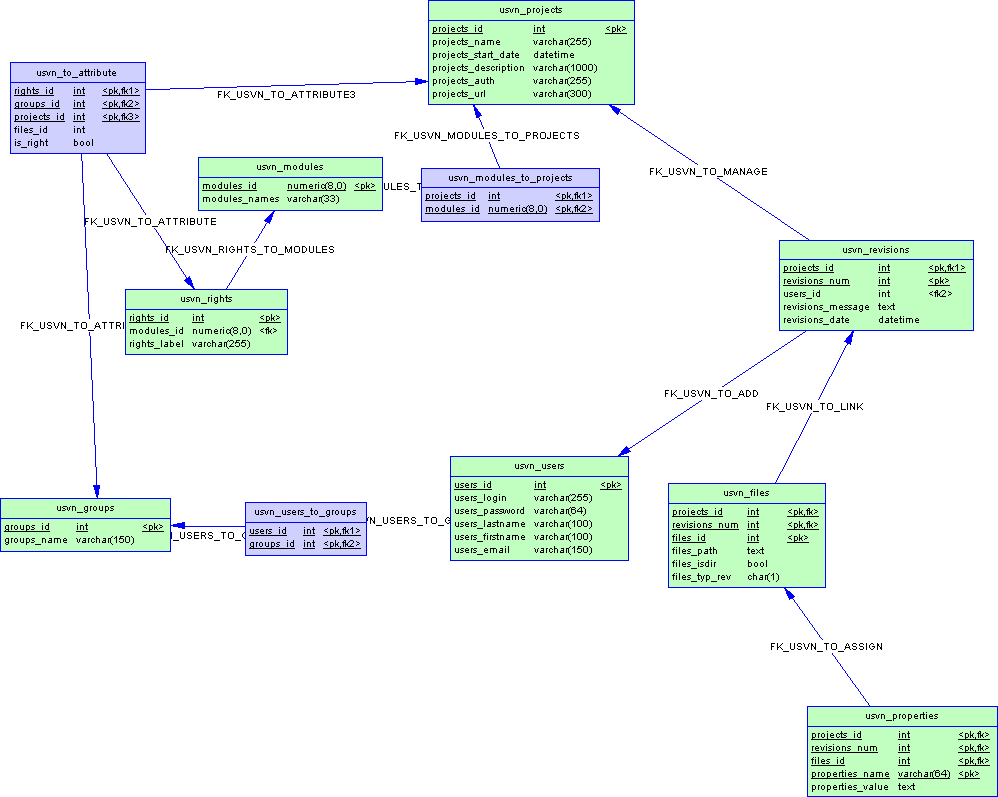 usvn_projects
projects_id int <pk>
projects_name varchar(255)
projects_start_date datetime
projects_description varchar(1000)
projects_auth varchar(255)
projects_url varchar(300)
usvn_to_attribute
rights_id int <pk,fk1>
groups_id int <pk,fk2>
projects_id int <pk,fk3>
files_id int
is_right bool
FK_USVN_TO_ATTRIBUTE3
FK_USVN_MODULES_TO_PROJECTS
usvn_modules
modules_id numeric(8,0) <pk>
modules_names varchar(33)
ULES_T
usvn_modules_to_projects
projects_id int <pk,fk1>
modules_id numeric(8,0) <pk,fk2>
FK_USVN_TO_MANAGE
FK_USVN_TO_ATTRIBUTE
FK_USVN_RIGHTS_TO_MODULES
usvn_revisions
projects_id int <pk,fk1>
revisions_num int <pk>
users_id int <fk2>
revisions_message text
revisions_date datetime
usvn_rights
rights_id int <pk>
modules_id numeric(8,0) <fk>
rights_label varchar(255)
FK_USVN_TO_ATTRI
FK_USVN_TO_ADD
FK_USVN_TO_LINK
usvn_users
users_id int <pk>
users_login varchar(255)
users_password varchar(64)
users_lastname varchar(100)
users_firstname varchar(100)
users_email varchar(150)
usvn_files
projects_id int <pk,fk>
revisions_num int <pk,fk>
files_id int <pk>
files_path text
files_isdir bool
files_typ_rev char(1)
usvn_groups
groups_id int <pk>
groups_name varchar(150)
N_USERS_TO_G
usvn_users_to_groups
users_id int <pk,fk1>
groups_id int <pk,fk2>
VN_USERS_TO_G
FK_USVN_TO_ASSIGN
usvn_properties
projects_id int <pk,fk>
revisions_num int <pk,fk>
files_id int <pk,fk>
properties_name varchar(64) <pk>
properties_value text